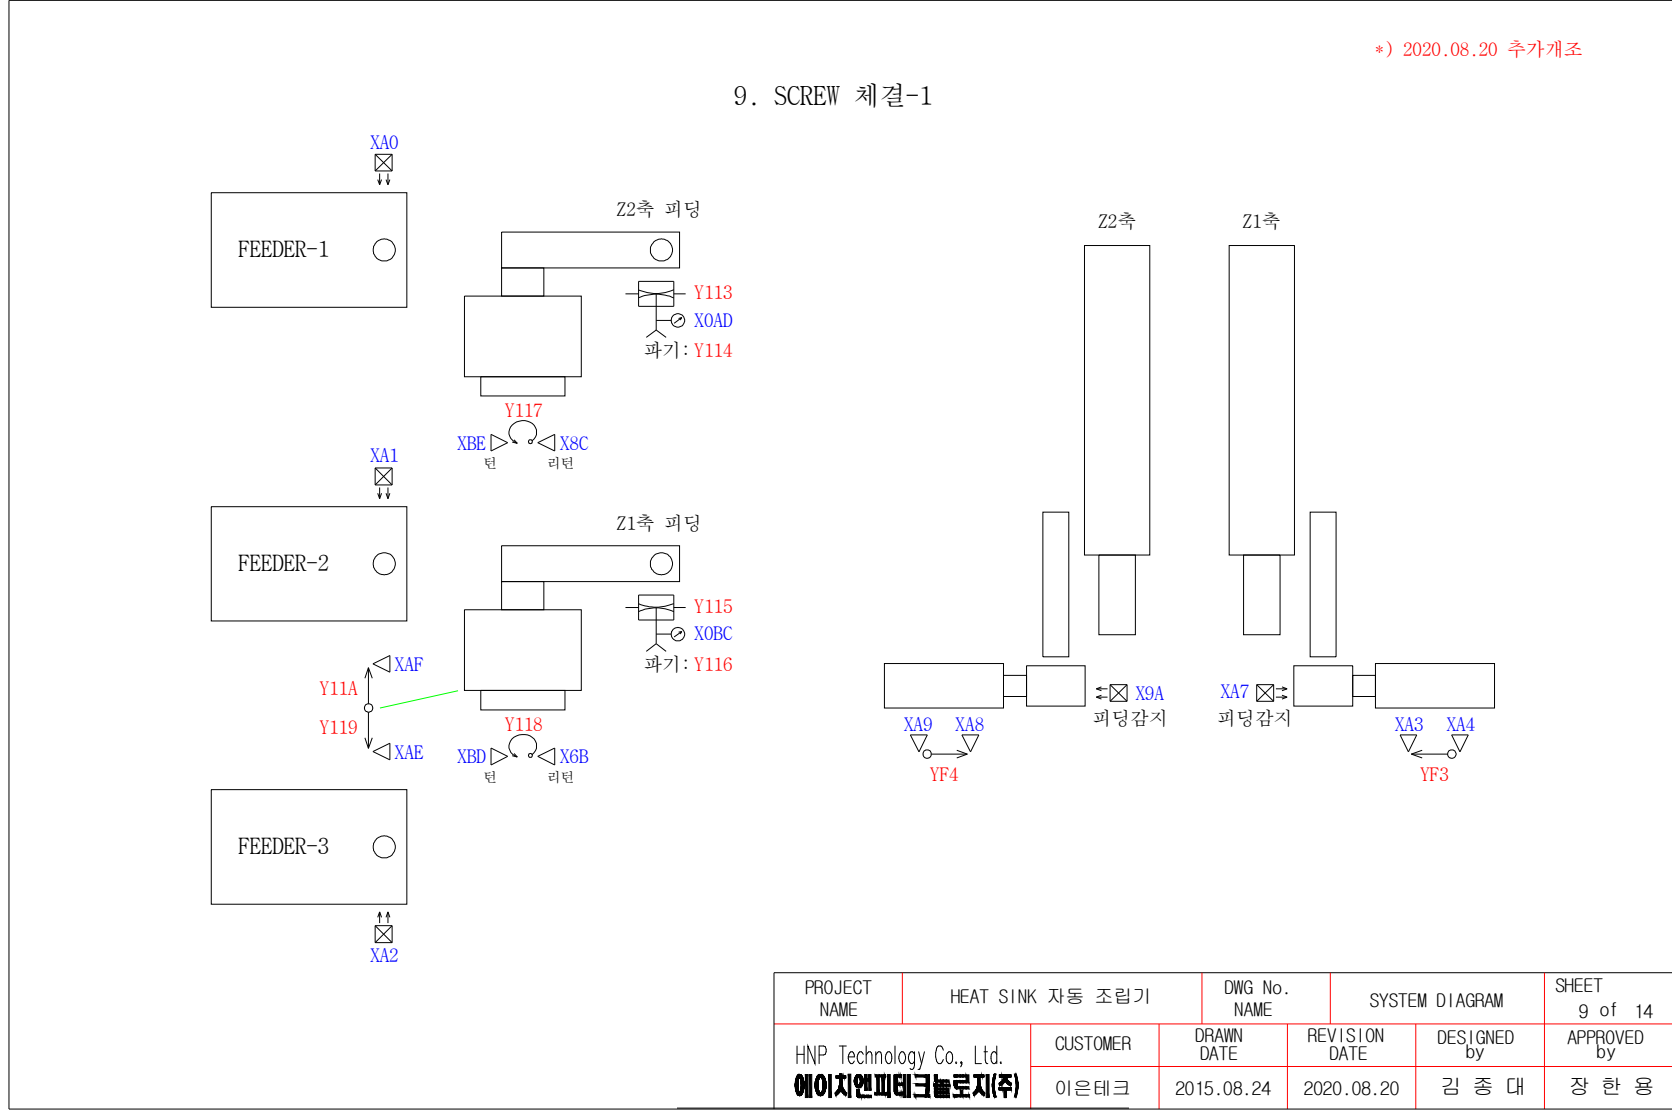 *) 2020.08.20 추가개조
9. SCREW 체결-1
XA0
FEEDER-1
Z2축 피딩
Y113
X0AD
파기: Y114
Y117
XBE
X8C
턴
리턴
XA1
FEEDER-2
Z1축 피딩
Y115
X0BC
파기: Y116
XAF
Y11A
Y119
XAE
Y118
XBD
X6B
턴
리턴
FEEDER-3
XA2
Z2축
Z1축
X9A
피딩감지
XA7
피딩감지
XA9
XA8
YF4
XA3
XA4
YF3
PROJECT
NAME
HEAT SINK 자동 조립기
DWG No.
NAME
SYSTEM DIAGRAM
SHEET
9 of 14
HNP Technology Co., Ltd.
에이치엔피테크놀로지(주)
CUSTOMER
이은테크
DRAWN
DATE
2015.08.24
REVISION
DATE
2020.08.20
DESIGNED
by
김 종 대
APPROVED
by
장 한 용